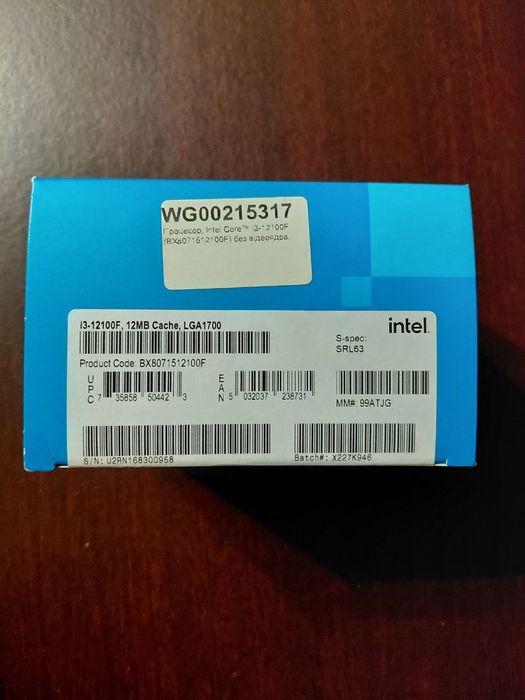 WG00215317
Процесор, Intel Core™ i3-12100F
(BX8071512100F) без відеоядра,
i3-12100F, 12MB Cache, LGA1700
intel
S-spec:
SRL63
Product Code: BX8071512100F
UPC
7 35858 50442 3
EAN
5 032037 238731
MM#: 99ATJG
S/N: U2RN168300958
Batch#: X227K946